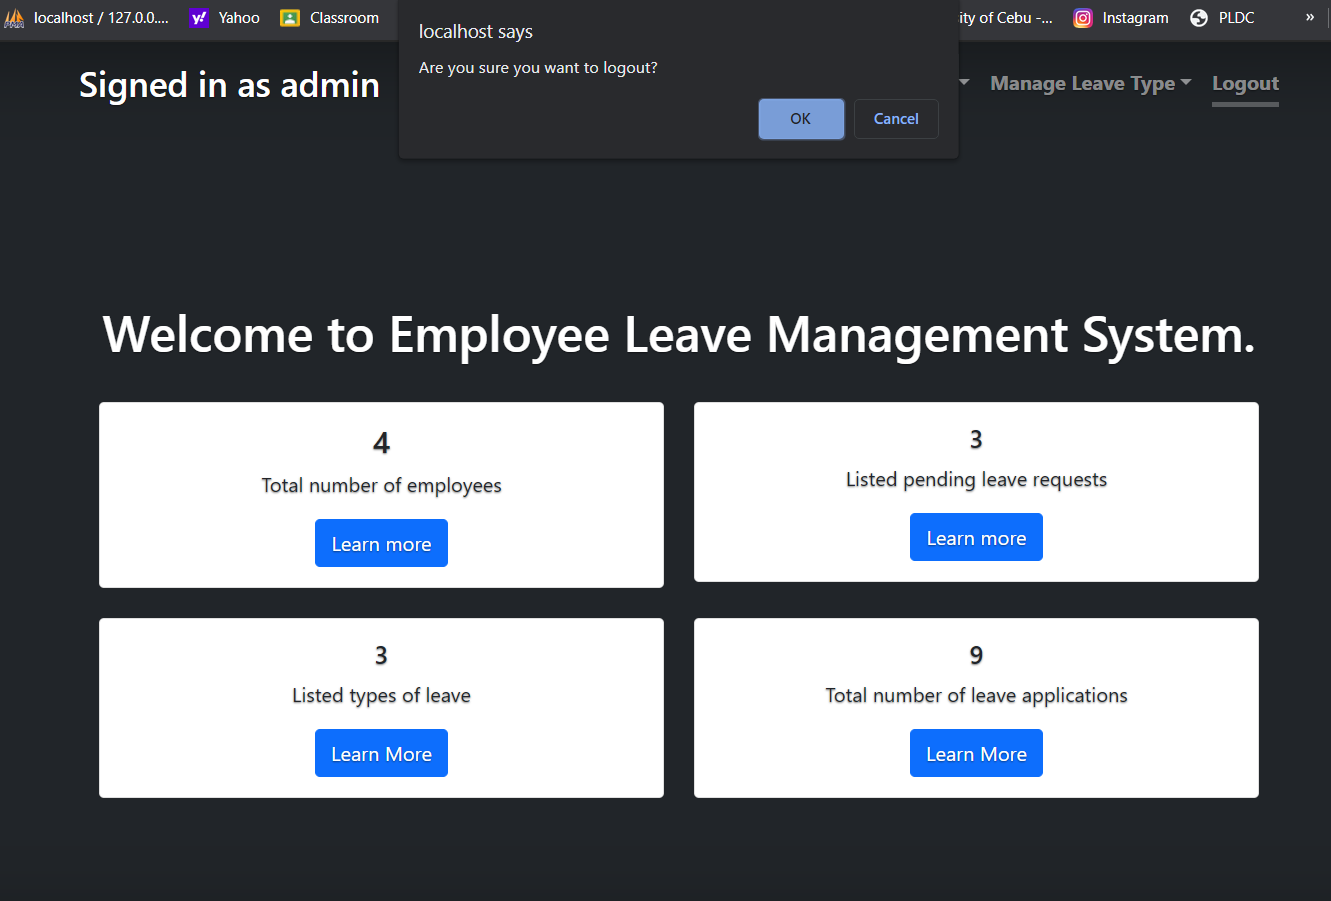 localhost / 127.0.0....
Yahoo
Classroom
ity of Cebu -...
Instagram
PLDC
»
localhost says
Are you sure you want to logout?
OK
Cancel
Signed in as admin
Manage Leave Type
Logout
Welcome to Employee Leave Management System.
4
Total number of employees
Learn more
3
Listed pending leave requests
Learn more
3
Listed types of leave
Learn More
9
Total number of leave applications
Learn More